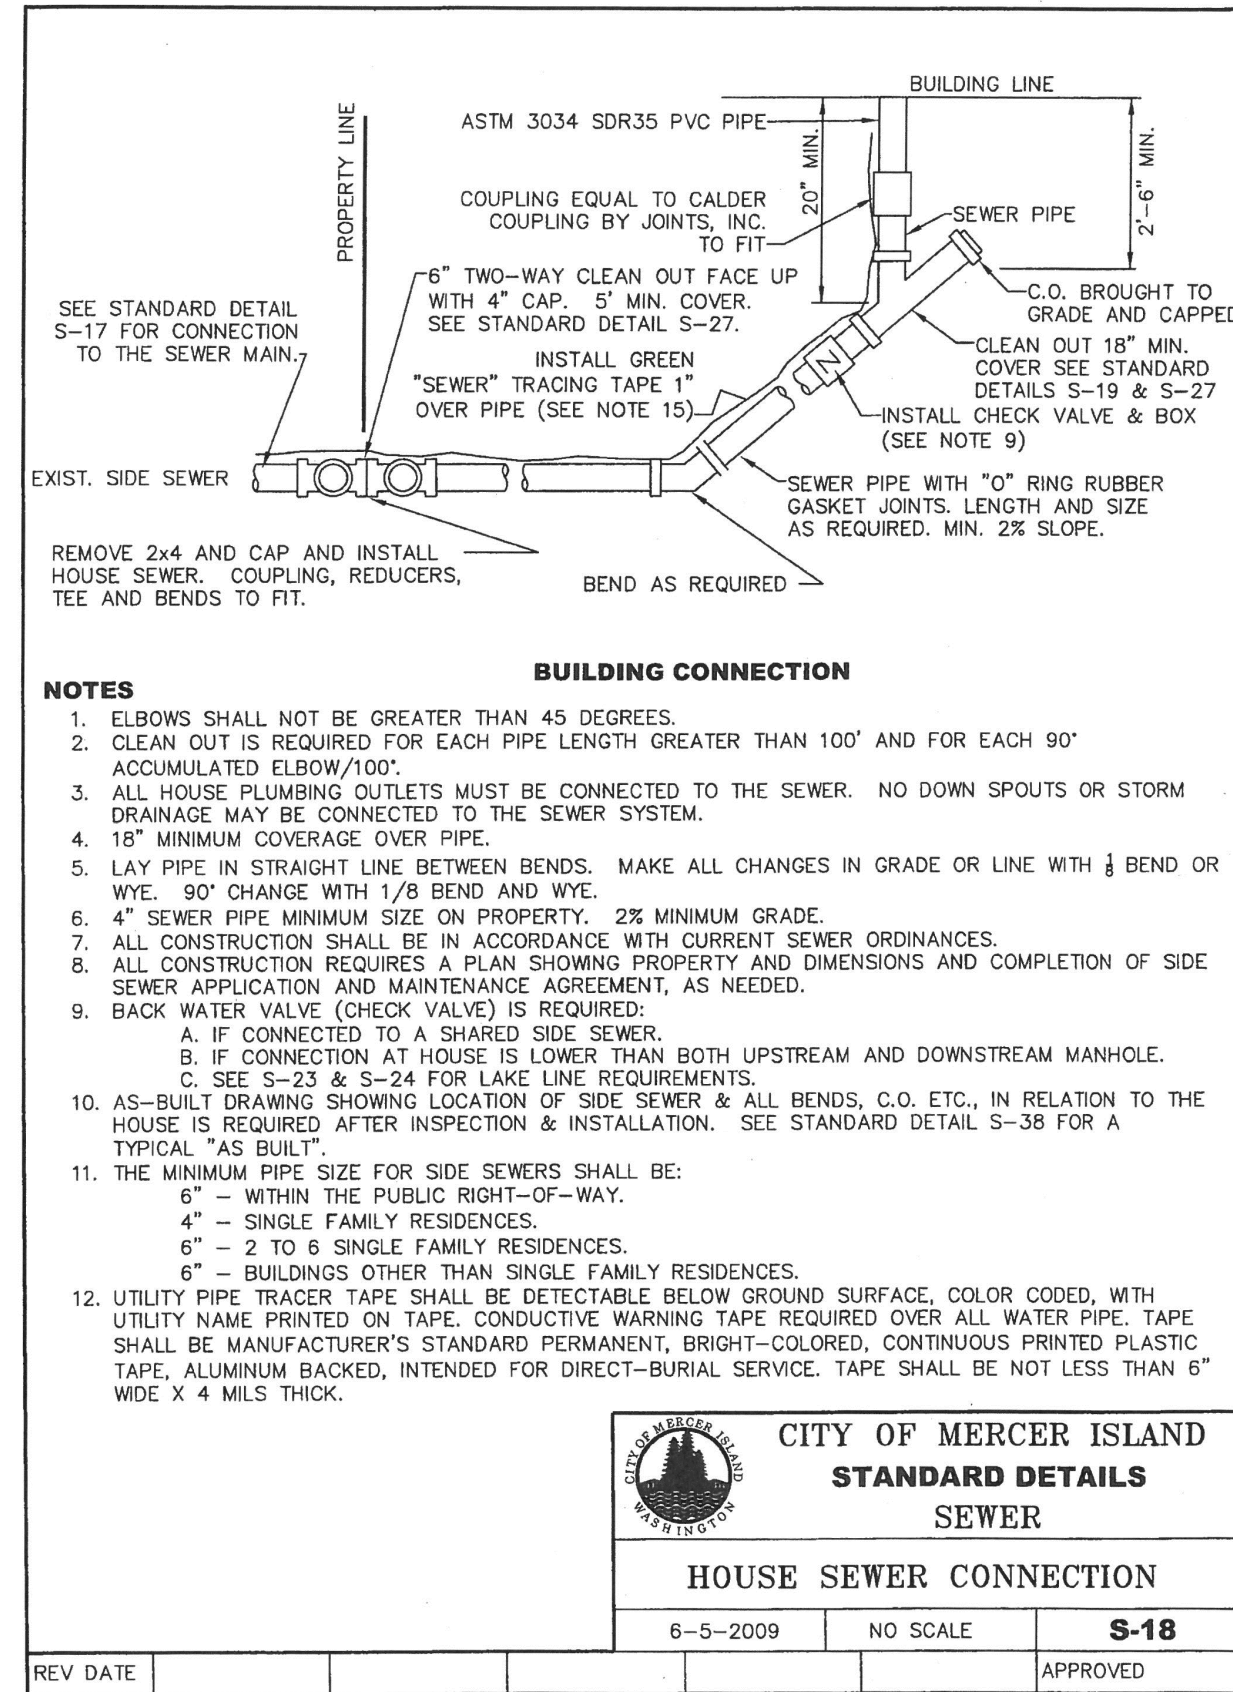 BUILDING LINE
PROPERTY LINE
ASTM 3034 SDR35 PVC PIPE
20" MIN.
2'-6" MIN.
COUPLING EQUAL TO CALDER
COUPLING BY JOINTS, INC.
TO FIT
SEWER PIPE
6" TWO-WAY CLEAN OUT FACE UP
WITH 4" CAP. 5' MIN. COVER.
SEE STANDARD DETAIL S-27.
C.O. BROUGHT TO
GRADE AND CAPPED
SEE STANDARD DETAIL
S-17 FOR CONNECTION
TO THE SEWER MAIN.
CLEAN OUT 18" MIN.
COVER SEE STANDARD
DETAILS S-19 & S-27
INSTALL GREEN
"SEWER" TRACING TAPE 1"
OVER PIPE (SEE NOTE 15)
N
INSTALL CHECK VALVE & BOX
(SEE NOTE 9)
EXIST. SIDE SEWER
SEWER PIPE WITH "O" RING RUBBER
GASKET JOINTS. LENGTH AND SIZE
AS REQUIRED. MIN. 2% SLOPE.
REMOVE 2x4 AND CAP AND INSTALL
HOUSE SEWER. COUPLING, REDUCERS,
TEE AND BENDS TO FIT.
BEND AS REQUIRED
BUILDING CONNECTION
NOTES
1. ELBOWS SHALL NOT BE GREATER THAN 45 DEGREES.
2. CLEAN OUT IS REQUIRED FOR EACH PIPE LENGTH GREATER THAN 100' AND FOR EACH 90°
ACCUMULATED ELBOW/100°.
3. ALL HOUSE PLUMBING OUTLETS MUST BE CONNECTED TO THE SEWER. NO DOWN SPOUTS OR STORM
DRAINAGE MAY BE CONNECTED TO THE SEWER SYSTEM.
4. 18" MINIMUM COVERAGE OVER PIPE.
5. LAY PIPE IN STRAIGHT LINE BETWEEN BENDS. MAKE ALL CHANGES IN GRADE OR LINE WITH 1/8 BEND OR
WYE. 90° CHANGE WITH 1/8 BEND AND WYE.
6. 4" SEWER PIPE MINIMUM SIZE ON PROPERTY. 2% MINIMUM GRADE.
7. ALL CONSTRUCTION SHALL BE IN ACCORDANCE WITH CURRENT SEWER ORDINANCES.
8. ALL CONSTRUCTION REQUIRES A PLAN SHOWING PROPERTY AND DIMENSIONS AND COMPLETION OF SIDE
SEWER APPLICATION AND MAINTENANCE AGREEMENT, AS NEEDED.
9. BACK WATER VALVE (CHECK VALVE) IS REQUIRED:
A. IF CONNECTED TO A SHARED SIDE SEWER.
B. IF CONNECTION AT HOUSE IS LOWER THAN BOTH UPSTREAM AND DOWNSTREAM MANHOLE.
C. SEE S-23 & S-24 FOR LAKE LINE REQUIREMENTS.
10. AS-BUILT DRAWING SHOWING LOCATION OF SIDE SEWER & ALL BENDS, C.O. ETC., IN RELATION TO THE
HOUSE IS REQUIRED AFTER INSPECTION & INSTALLATION. SEE STANDARD DETAIL S-38 FOR A
TYPICAL "AS BUILT".
11. THE MINIMUM PIPE SIZE FOR SIDE SEWERS SHALL BE:
6" - WITHIN THE PUBLIC RIGHT-OF-WAY.
4" - SINGLE FAMILY RESIDENCES.
6" - 2 TO 6 SINGLE FAMILY RESIDENCES.
6" - BUILDINGS OTHER THAN SINGLE FAMILY RESIDENCES.
12. UTILITY PIPE TRACER TAPE SHALL BE DETECTABLE BELOW GROUND SURFACE, COLOR CODED, WITH
UTILITY NAME PRINTED ON TAPE. CONDUCTIVE WARNING TAPE REQUIRED OVER ALL WATER PIPE. TAPE
SHALL BE MANUFACTURER'S STANDARD PERMANENT, BRIGHT-COLORED, CONTINUOUS PRINTED PLASTIC
TAPE, ALUMINUM BACKED, INTENDED FOR DIRECT-BURIAL SERVICE. TAPE SHALL BE NOT LESS THAN 6"
WIDE X 4 MILS THICK.
CITY OF MERCER ISLAND
WASHINGTON
CITY OF MERCER ISLAND
STANDARD DETAILS
SEWER
HOUSE SEWER CONNECTION
6-5-2009 NO SCALE S-18
REV DATE APPROVED